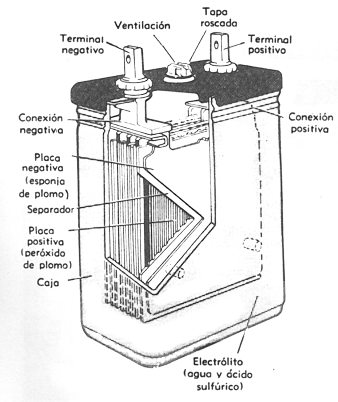 Tapa
roscada
Ventilación
Terminal
negativo
Terminal
positivo
Conexión
negativa
Conexión
positiva
Placa
negativa
(esponja
de plomo)
Separador
Placa
positiva
(peróxido
de plomo)
Caja
Electrólito
(agua y ácido
sulfúrico)